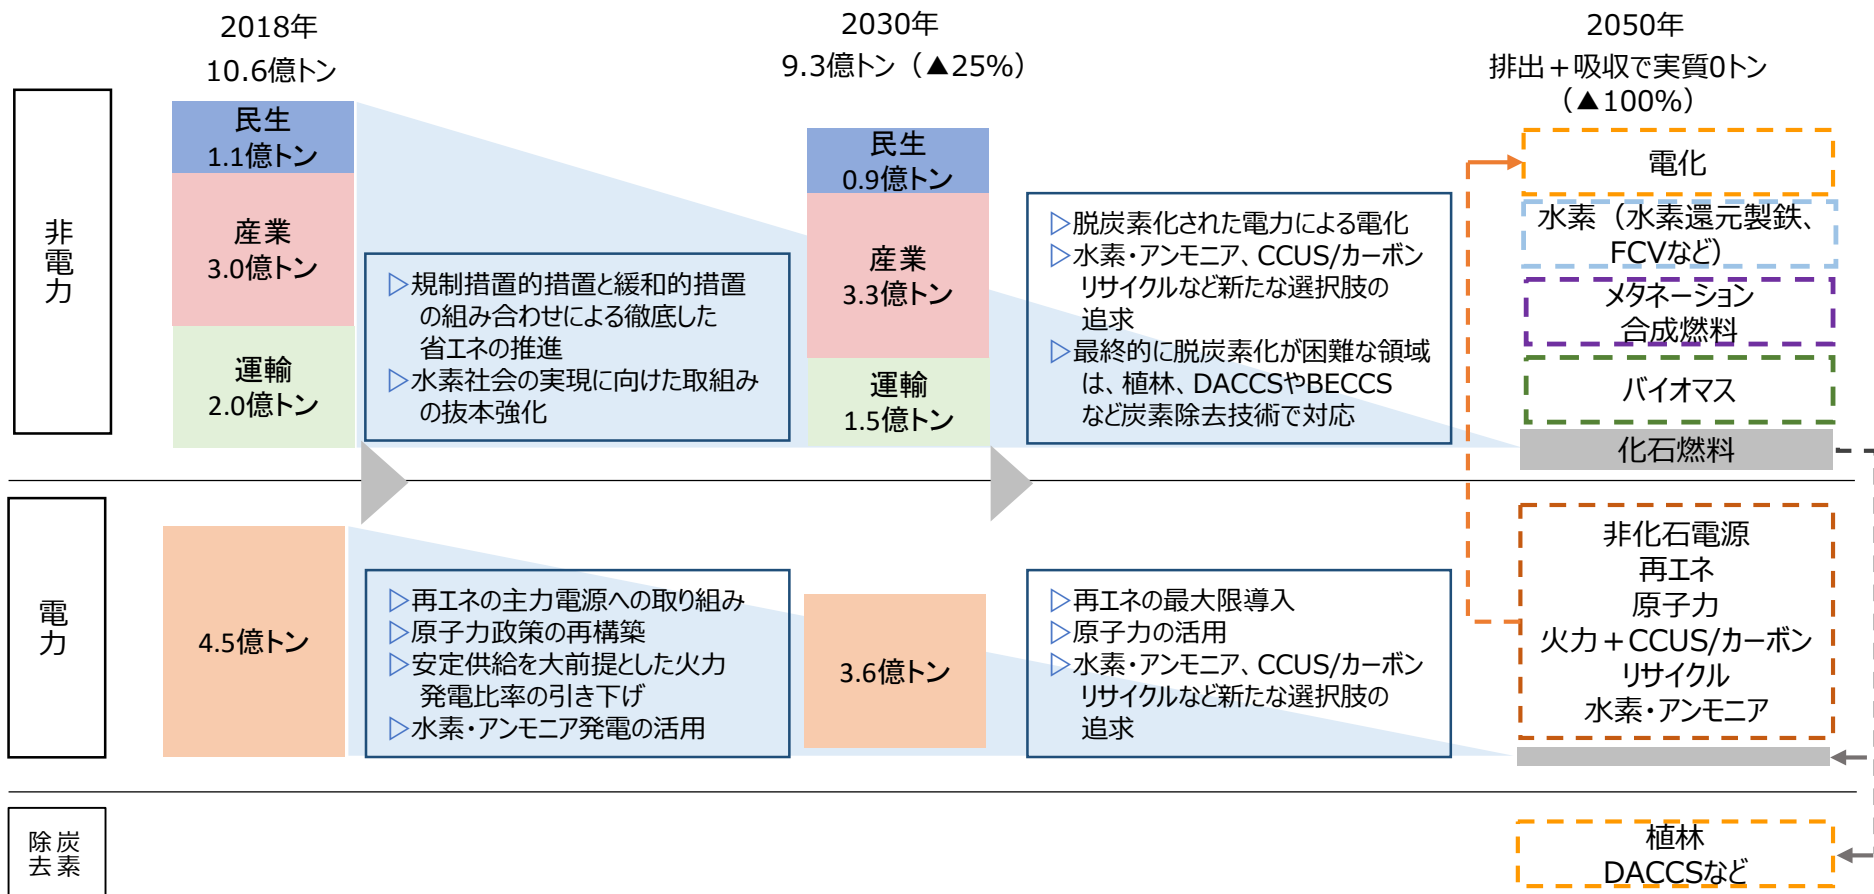 2018年
10.6億トン
2030年
9.3億トン（▲25%）
2050年
排出＋吸収で実質0トン
（▲100%）
非電力
民生
1.1億トン
産業
3.0億トン
運輸
2.0億トン
▷規制措置的措置と緩和的措置
の組み合わせによる徹底した
省エネの推進
▷水素社会の実現に向けた取組み
の抜本強化
民生
0.9億トン
産業
3.3億トン
運輸
1.5億トン
▷脱炭素化された電力による電化
▷水素・アンモニア、CCUS/カーボン
リサイクルなど新たな選択肢の
追求
▷最終的に脱炭素化が困難な領域
は、植林、DACCSやBECCS
など炭素除去技術で対応
電化
水素（水素還元製鉄、
FCVなど）
メタネーション
合成燃料
バイオマス
化石燃料
電力
4.5億トン
▷再エネの主力電源への取り組み
▷原子力政策の再構築
▷安定供給を大前提とした火力
発電比率の引き下げ
▷水素・アンモニア発電の活用
3.6億トン
▷再エネの最大限導入
▷原子力の活用
▷水素・アンモニア、CCUS/カーボン
リサイクルなど新たな選択肢の
追求
非化石電源
再エネ
原子力
火力＋CCUS/カーボン
リサイクル
水素・アンモニア
炭素
除去
植林
DACCSなど